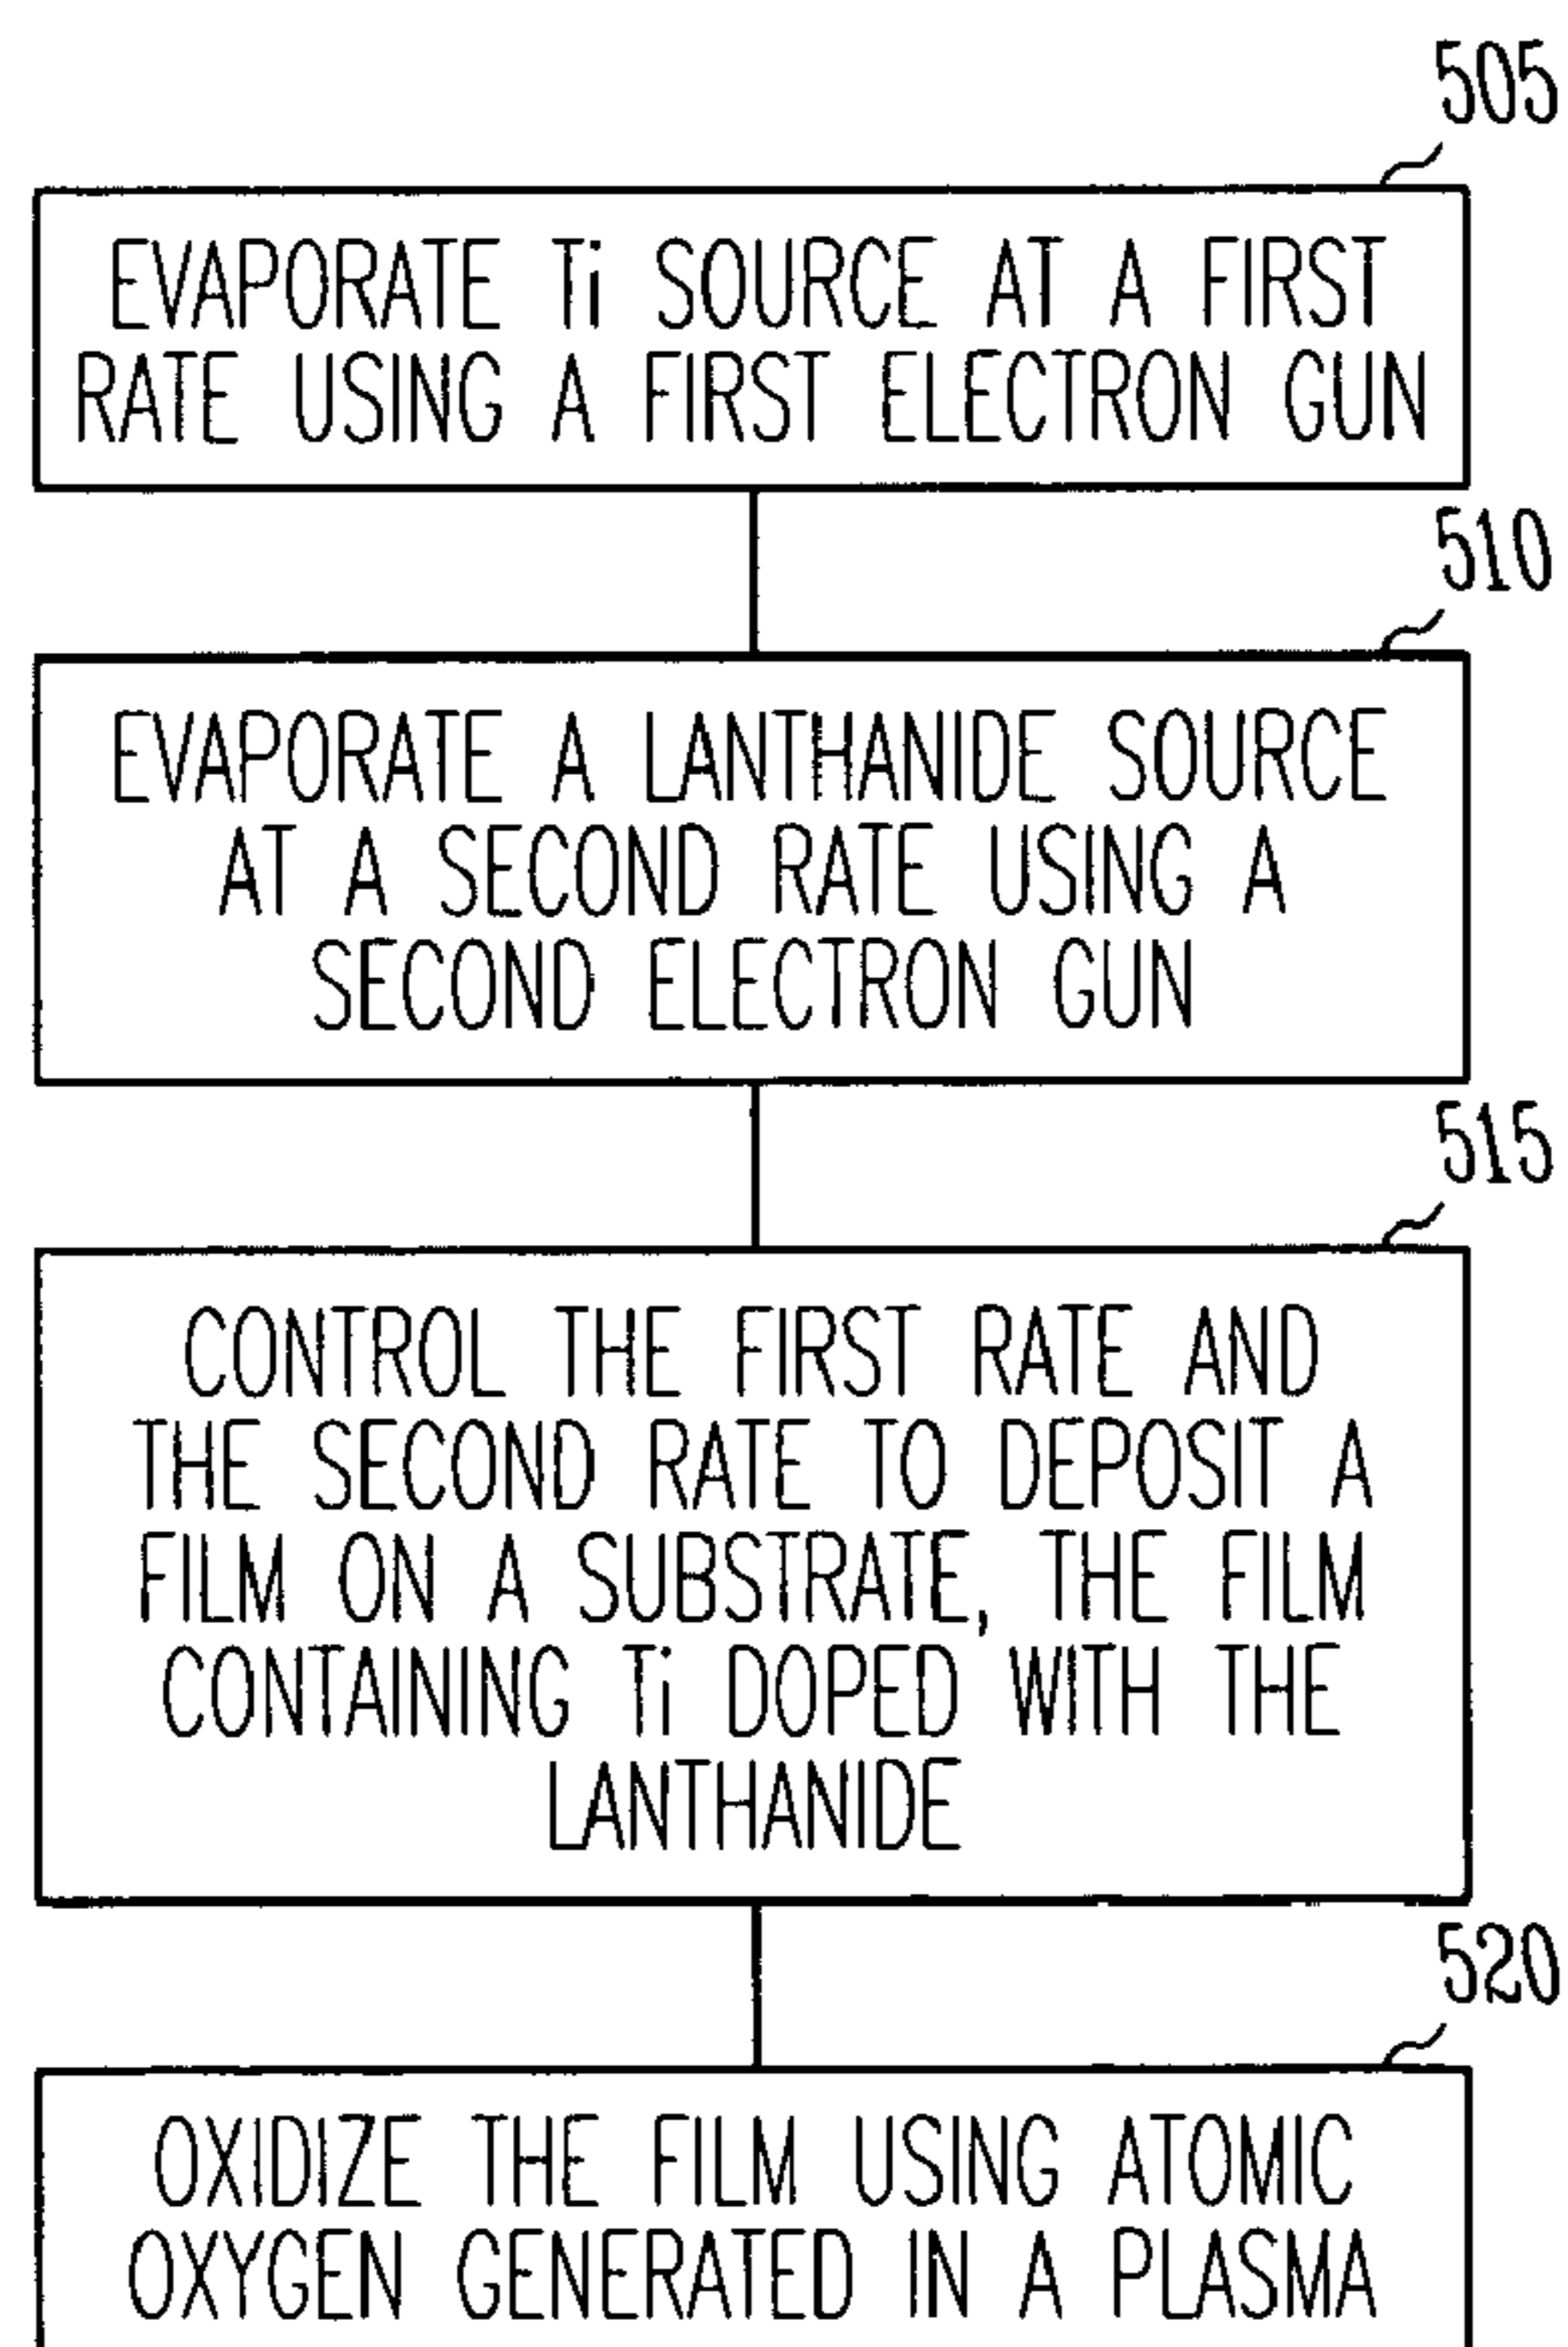 505
EVAPORATE Ti SOURCE AT A FIRST
RATE USING A FIRST ELECTRON GUN
510
EVAPORATE A LANTHANIDE SOURCE
AT A SECOND RATE USING A
SECOND ELECTRON GUN
515
CONTROL THE FIRST RATE AND
THE SECOND RATE TO DEPOSIT A
FILM ON A SUBSTRATE, THE FILM
CONTAINING Ti DOPED WITH THE
LANTHANIDE
520
OXIDIZE THE FILM USING ATOMIC
OXYGEN GENERATED IN A PLASMA